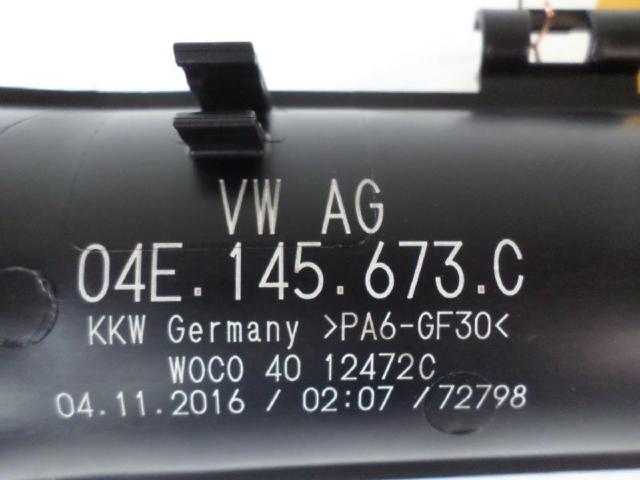 VW AG
04E.145.673.C
KKW Germany >PA6-GF30<
WOCO 40 12472C
04.11.2016 / 02:07 /72798